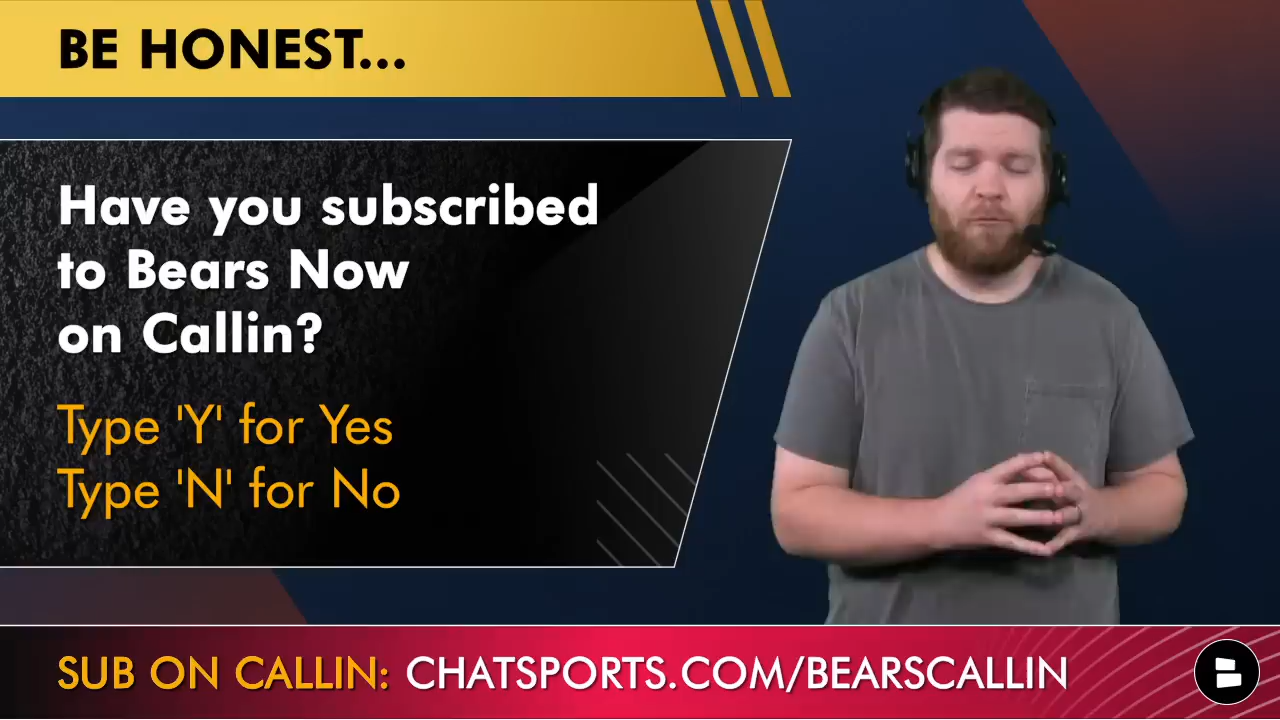 BE HONEST...
Have you subscribed
to Bears Now
on Callin?
Type 'Y' for Yes
Type 'N' for No
SUB ON CALLIN: CHATSPORTS.COM/BEARSCALLIN